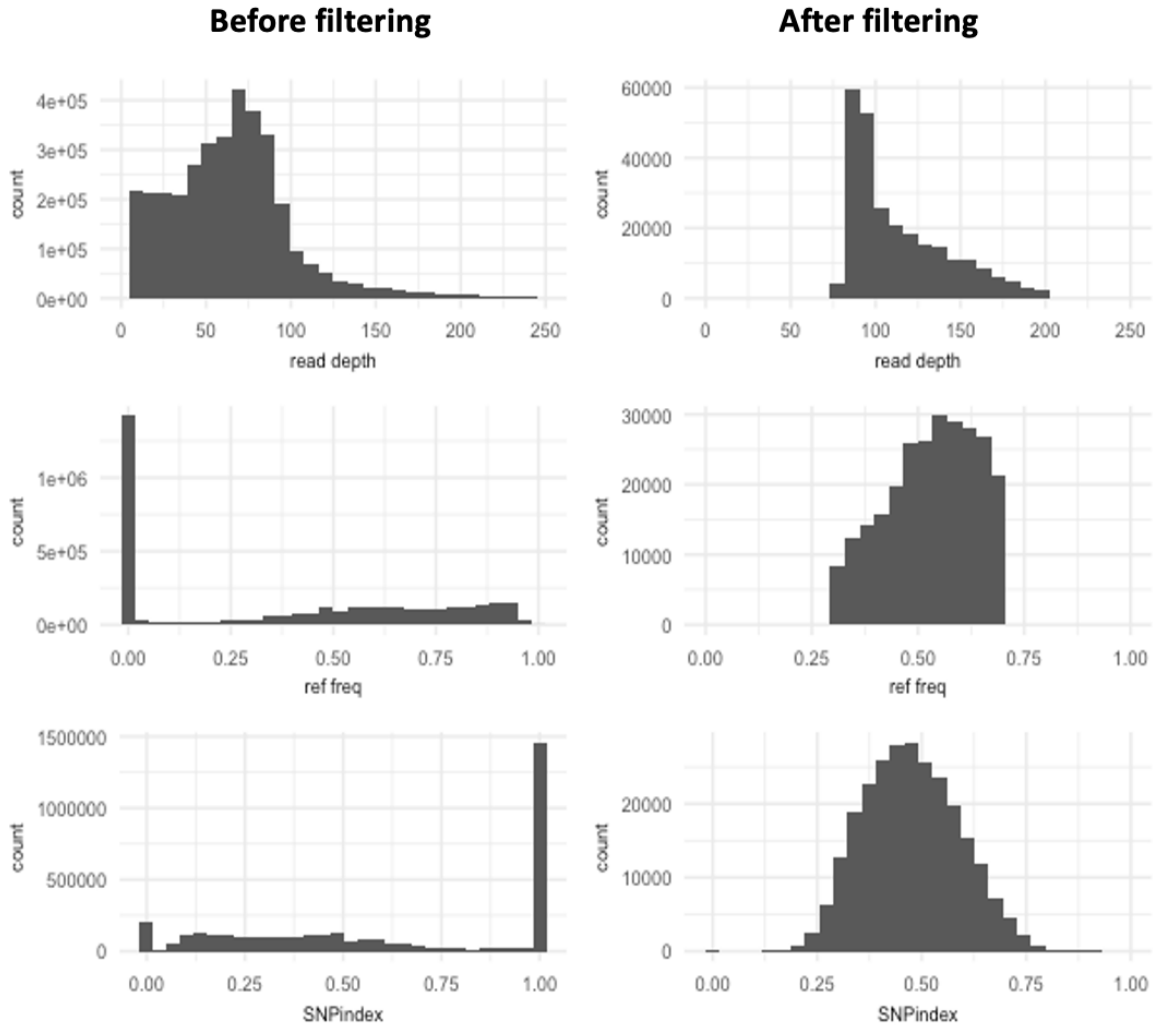 Before filtering
After filtering
4e+05
3e+05
2e+05
1e+05
0e+00
count
0 50 100 150 200 250
read depth
60000
40000
20000
0
count
0 50 100 150 200 250
read depth
1e+06
5e+05
0e+00
count
0.00 0.25 0.50 0.75 1.00
ref freq
30000
20000
10000
0
count
0.00 0.25 0.50 0.75 1.00
ref freq
1500000
1000000
500000
0
count
0.00 0.25 0.50 0.75 1.00
SNPindex
20000
10000
0
count
0.00 0.25 0.50 0.75 1.00
SNPindex